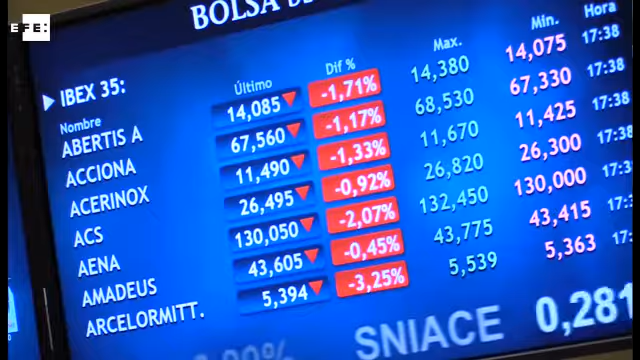 EFE:
BOLSA
IBEX 35:
Nombre Último Dif % Max. Min. Hora
ABERTIS A 14,085 -1,71% 14,380 14,075 17:38
ACCIONA 67,560 -1,17% 68,530 67,330 17:38
ACERINOX 11,490 -1,33% 11,670 11,425 17:38
ACS 26,495 -0,92% 26,820 26,300 17:38
AENA 130,050 -2,07% 132,450 130,000
AMADEUS 43,605 -0,45% 43,775 43,415
ARCELORMITT. 5,394 -3,25% 5,539 5,363
SNIACE 0,281